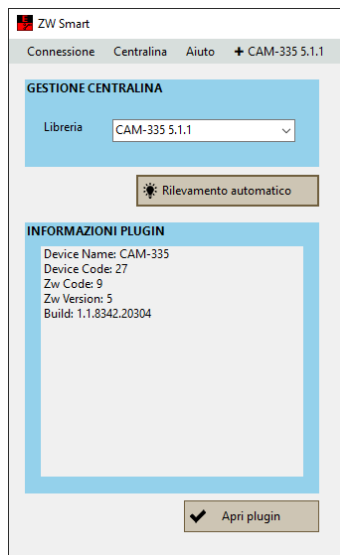 ZW Smart
Connessione Centralina Aiuto + CAM-335 5.1.1
GESTIONE CENTRALINA
Libreria CAM-335 5.1.1
Rilevamento automatico
INFORMAZIONI PLUGIN
Device Name: CAM-335
Device Code: 27
Zw Code: 9
Zw Version: 5
Build: 1.1.8342.20304
Apri plugin